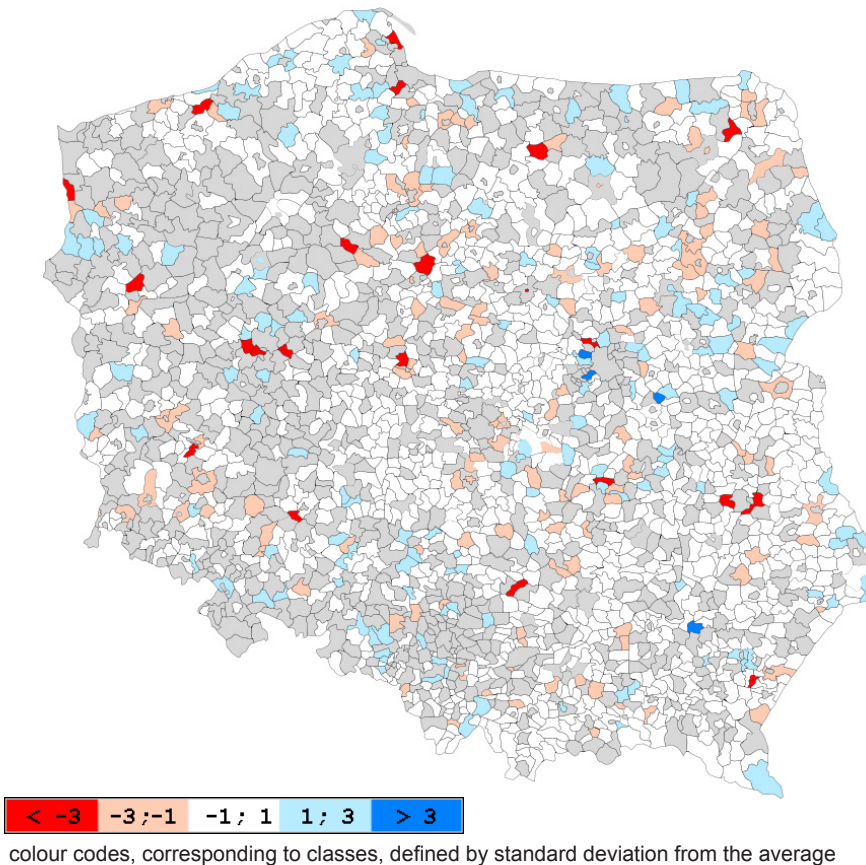 < -3 -3;-1 -1; 1 1; 3 > 3
colour codes, corresponding to classes, defined by standard deviation from the average